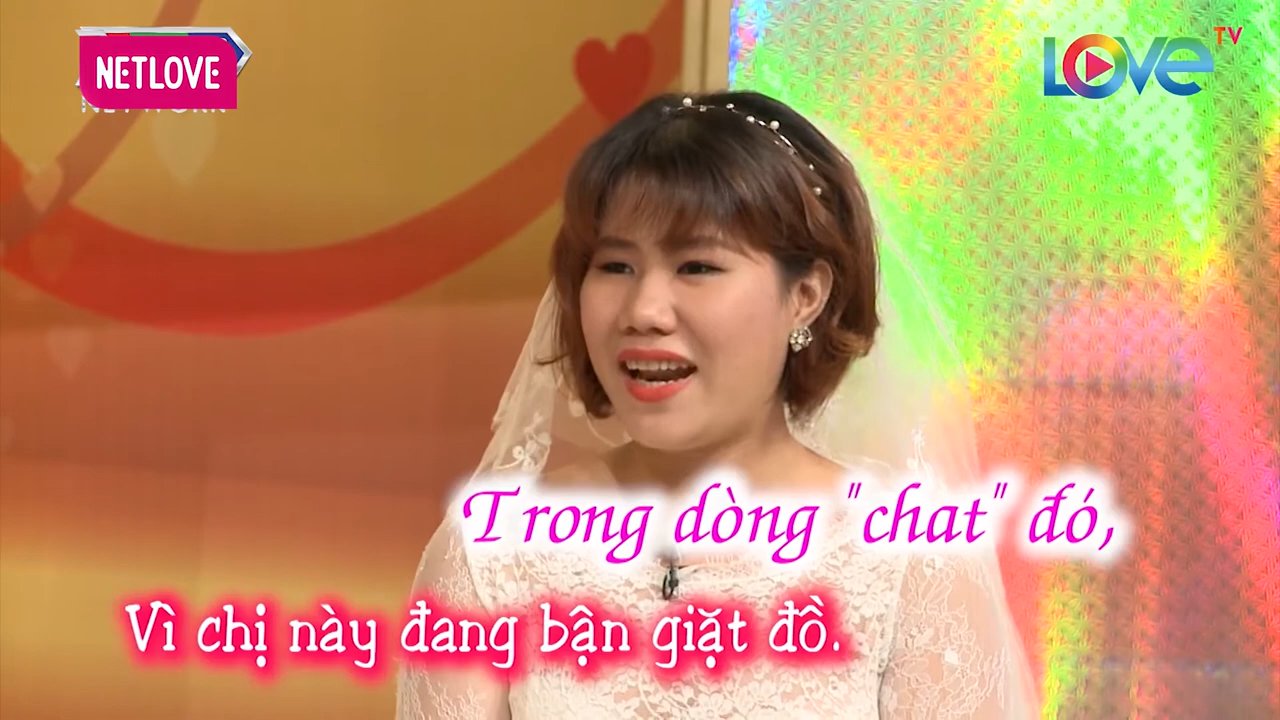 NETLOVE
LOVE TV
Trong dòng "chat" đó,
Vì chị này đang bận giặt đồ.